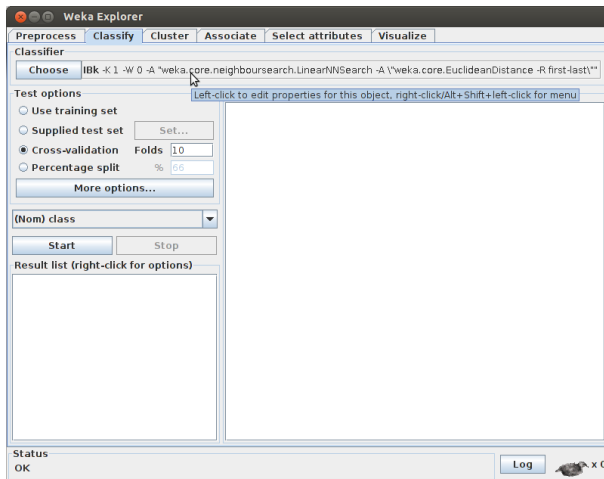 Weka Explorer
Preprocess Classify Cluster Associate Select attributes Visualize
Classifier
Choose IBk -K 1 -W 0 -A "weka.core.neighboursearch.LinearNNSearch -A \"weka.core.EuclideanDistance -R first-last\""
Left-click to edit properties for this object, right-click/Alt+Shift+left-click for menu
Test options
Use training set
Supplied test set Set...
Cross-validation Folds 10
Percentage split % 66
More options...
(Nom) class
Start Stop
Result list (right-click for options)
Status
OK
Log x 0